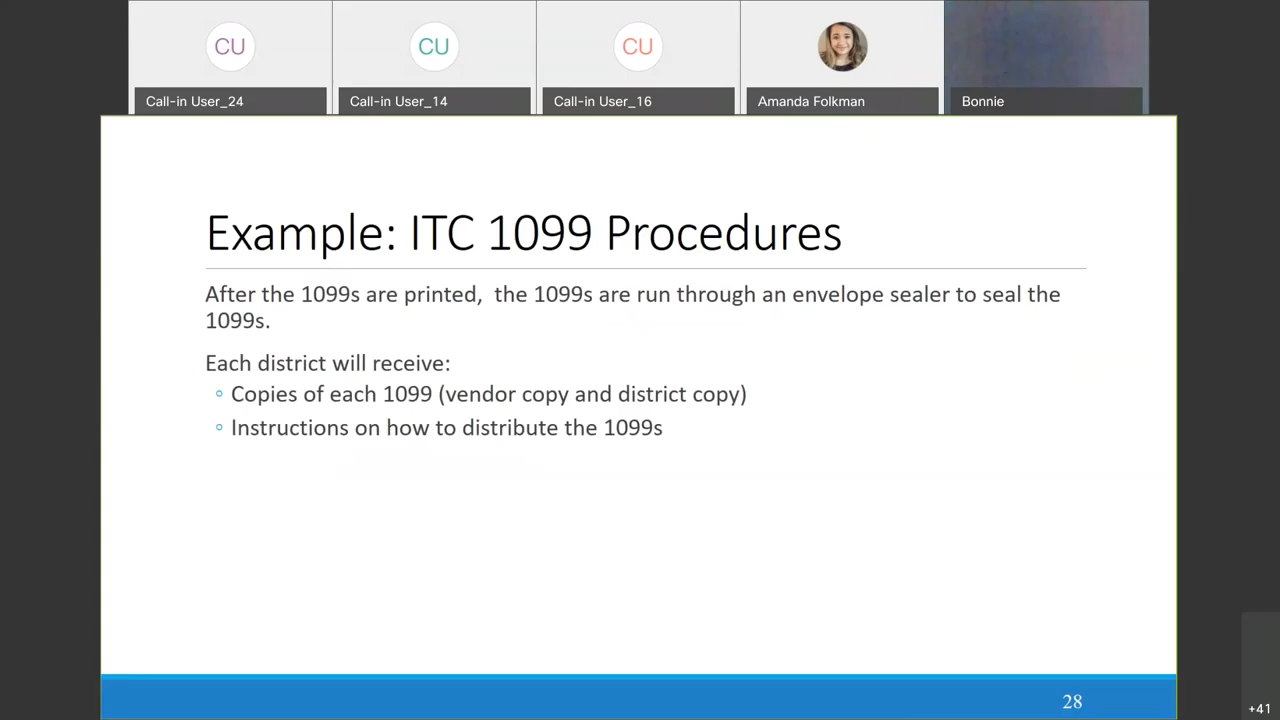 CU
CU
CU
Call-in User_24
Call-in User_14
Call-in User_16
Amanda Folkman
Bonnie
Example: ITC 1099 Procedures
After the 1099s are printed,  the 1099s are run through an envelope sealer to seal the
1099s.
Each district will receive:
◦ Copies of each 1099 (vendor copy and district copy)
◦ Instructions on how to distribute the 1099s
28
+41